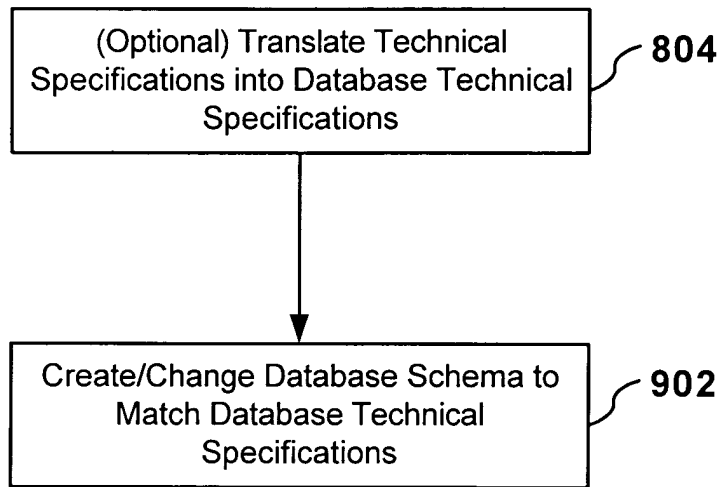 (Optional) Translate Technical
Specifications into Database Technical
Specifications
804
Create/Change Database Schema to
Match Database Technical
Specifications
902